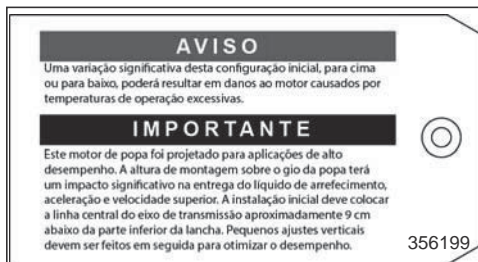 AVISO
Uma variação significativa desta configuração inicial, para cima
ou para baixo, poderá resultar em danos ao motor causados por
temperaturas de operação excessivas.
IMPORTANTE
Este motor de popa foi projetado para aplicações de alto
desempenho. A altura de montagem sobre o gio da popa terá
um impacto significativo na entrega do líquido de arrefecimento,
aceleração e velocidade superior. A instalação inicial deve colocar
a linha central do eixo de transmissão aproximadamente 9 cm
abaixo da parte inferior da lancha. Pequenos ajustes verticais
devem ser feitos em seguida para otimizar o desempenho.
356199